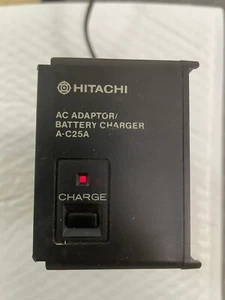 HITACHI
AC ADAPTOR/
BATTERY CHARGER
A-C25A
CHARGE